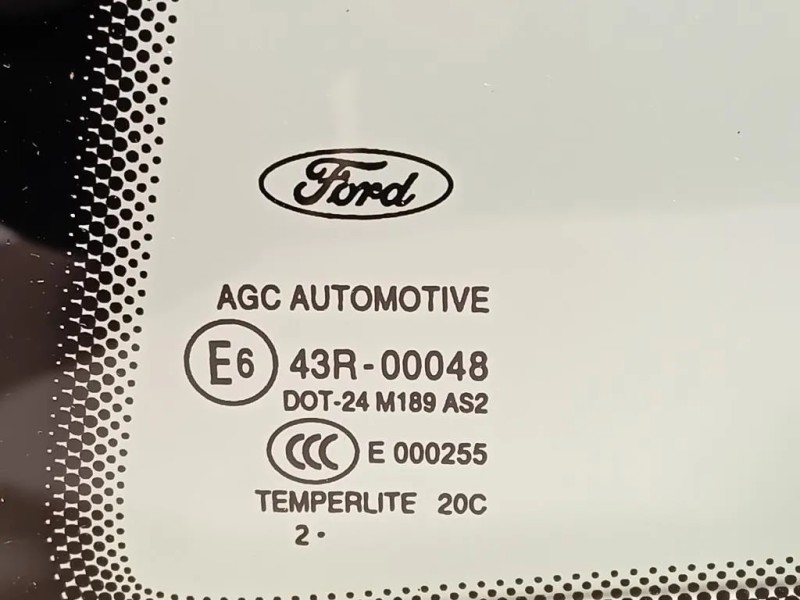 Ford
AGC AUTOMOTIVE
E6 43R-00048
DOT-24 M189 AS2
CCC E 000255
TEMPERLITE 20C
2 •